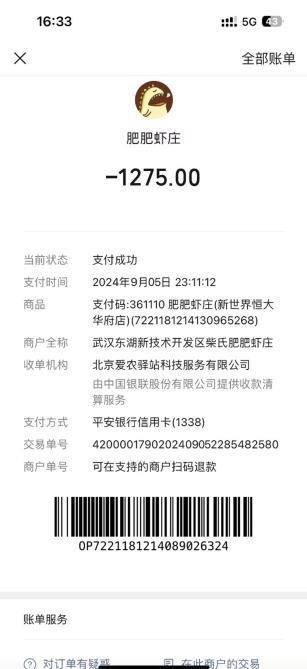 16:33
5G 43
全部账单
肥肥虾庄
-1275.00
当前状态 支付成功
支付时间 2024年9月05日 23:11:12
商品 支付码:361110 肥肥虾庄(新世界恒大
华府店)(7221181214130965268)
商户全称 武汉东湖新技术开发区柴氏肥肥虾庄
收单机构 北京爱农驿站科技服务有限公司
由中国银联股份有限公司提供收款清
算服务
支付方式 平安银行信用卡(1338)
交易单号 4200001790202409052285482580
商户单号 可在支持的商户扫码退款
OP7221181214089026324
账单服务
对订单有疑惑
在此商户的交易